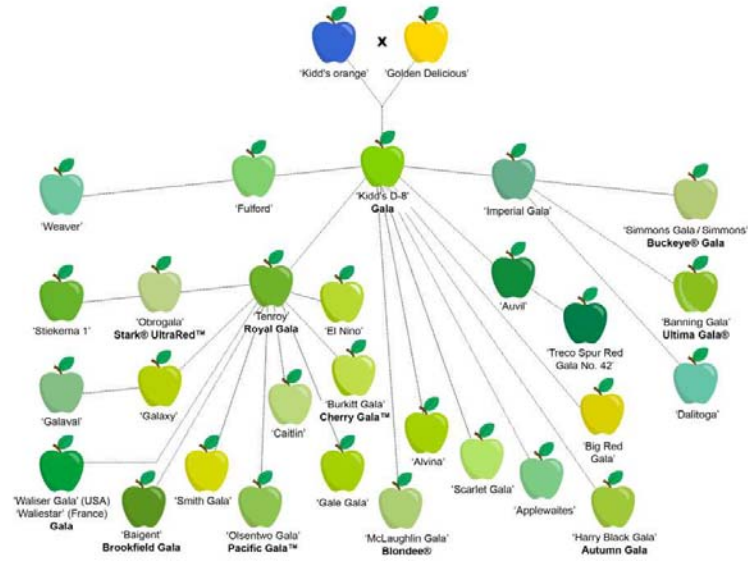 x
'Kidd's orange'
'Golden Delicious'
'Weaver'
'Fulford'
'Kidd's D-8'
Gala
'Imperial Gala'
'Simmons Gala / Simmons'
Buckeye® Gala
'Stiekema 1'
'Obrogala'
Stark® UltraRed™
'Tenroy'
Royal Gala
'El Nino'
'Auvil'
'Treco Spur Red
Gala No. 42'
'Banning Gala'
Ultima Gala®
'Galaval'
'Galaxy'
'Caitlin'
'Burkitt Gala'
Cherry Gala™
'Alvina'
'Big Red
Gala'
'Dalitoga'
'Waliser Gala' (USA)
'Waliestar' (France)
Gala
'Baigent'
Brookfield Gala
'Smith Gala'
'Olsentwo Gala'
Pacific Gala™
'Gale Gala'
'McLaughlin Gala'
Blondee®
'Scarlet Gala'
'Applewaites'
'Harry Black Gala'
Autumn Gala